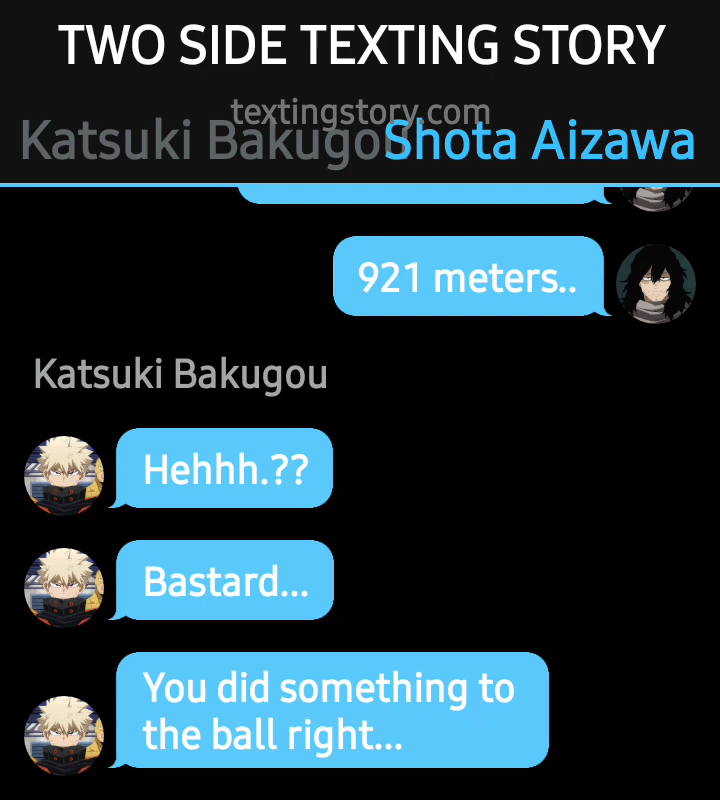 TWO SIDE TEXTING STORY
textingstory.com
Katsuki Bakugo Shota Aizawa
921 meters..
Katsuki Bakugou
Hehhh.??
Bastard...
You did something to
the ball right...